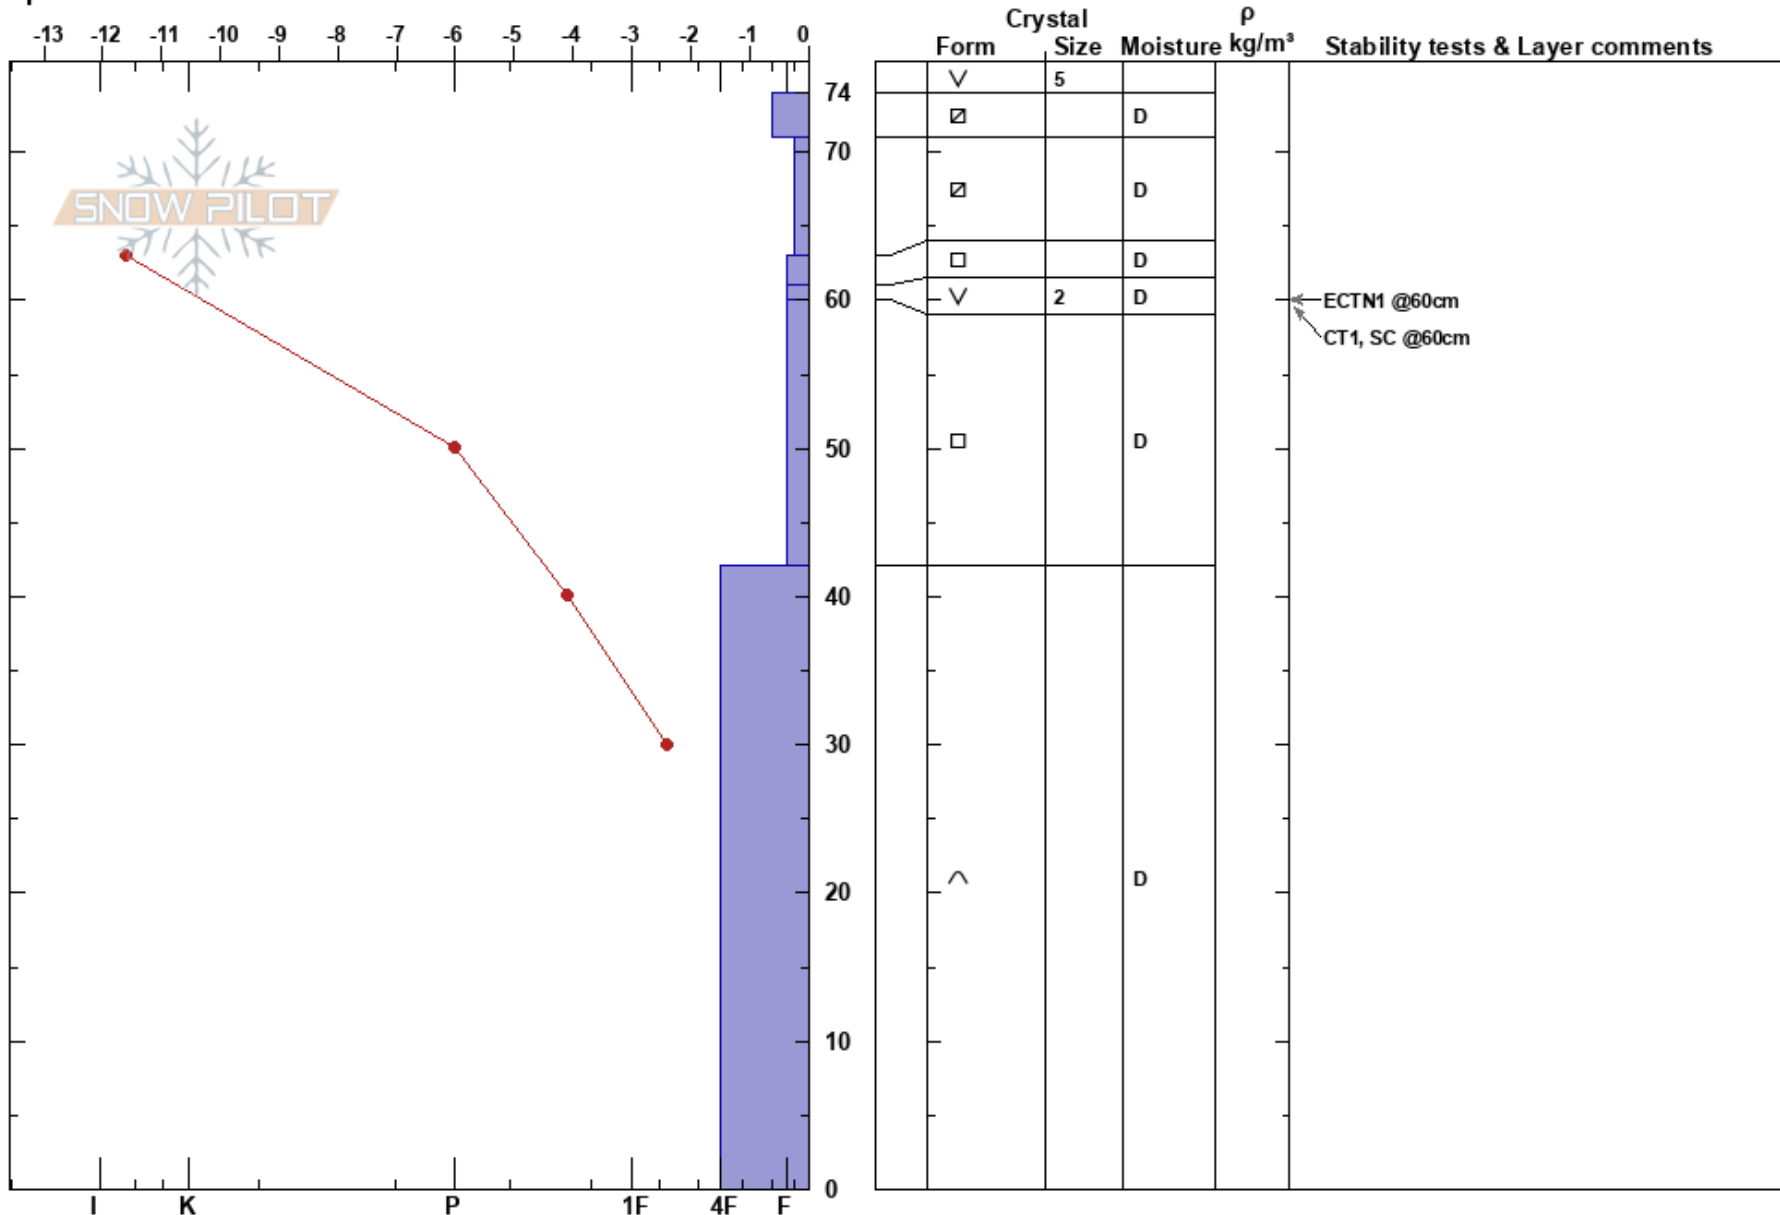 Crystal ρ
Form Size Moisture kg/m³ Stability tests & Layer comments
-13 -12 -11 -10 -9 -8 -7 -6 -5 -4 -3 -2 -1 0
5
74
D
70
D
SNOW PILOT
D
60 2 D ECTN1 @60cm
CT1, SC @60cm
50
D
40
30
20
D
10
0
I K P 1F 4F F